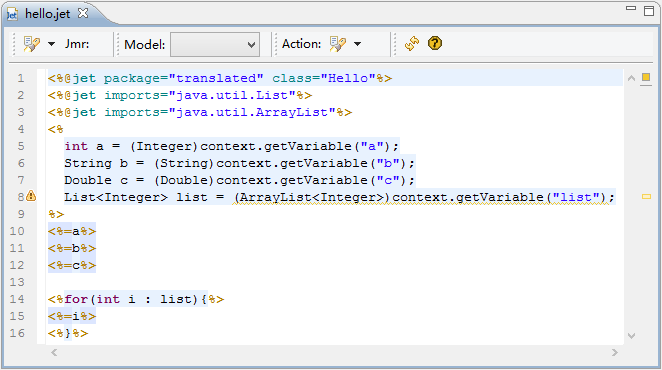 hello.jet
Jmr: Model: Action:
1 <%@jet package="translated" class="Hello"%>
2 <%@jet imports="java.util.List"%>
3 <%@jet imports="java.util.ArrayList"%>
4 <%
5 int a = (Integer)context.getVariable("a");
6 String b = (String)context.getVariable("b");
7 Double c = (Double)context.getVariable("c");
8 List<Integer> list = (ArrayList<Integer>)context.getVariable("list");
9 %>
10 <%=a%>
11 <%=b%>
12 <%=c%>
13
14 <%for(int i : list){%>
15 <%=i%>
16 <%}%>